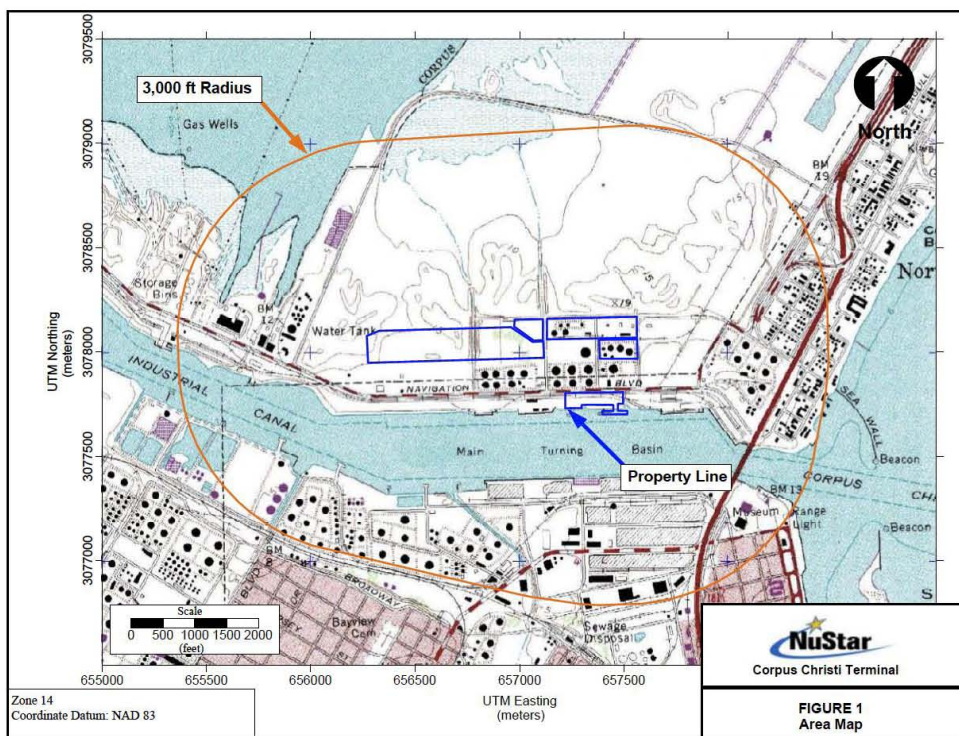 3079500
3,000 ft Radius
CORPUS
Gas Wells
North
3079000
BM
19
3078500
Storage
Bins
BM
12
X19
Nor
Water Tank
3078000
UTM Northing
(meters)
NAVIGATION
BLVD
INDUSTRIAL
CANAL
SEA WALL
3077500
Main
Turning
Basin
Property Line
Beacon
CORPUS
BM 13
Museum
Range
Light
Beacon
3077000
BM
8
BROADWAY
Scale
0 500 1000 1500 2000
(feet)
Bayview
Cem
Sewage
Disposal
NuStar
Corpus Christi Terminal
655000 655500 656000 656500 657000 657500
Zone 14
Coordinate Datum: NAD 83
UTM Easting
(meters)
FIGURE 1
Area Map